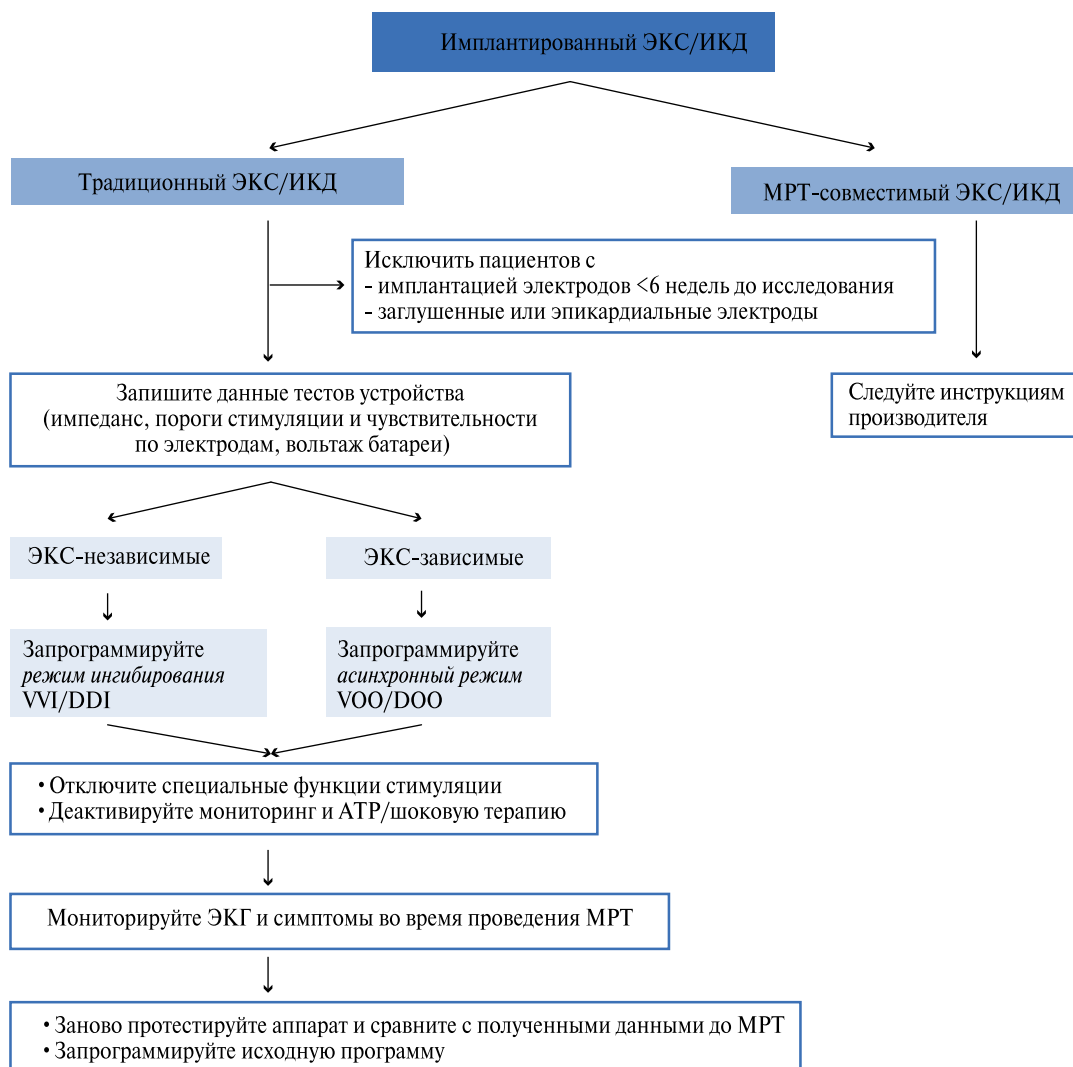 Имплантированный ЭКС/ИКД
Традиционный ЭКС/ИКД
МРТ-совместимый ЭКС/ИКД
Исключить пациентов с
- имплантацией электродов <6 недель до исследования
- заглушенные или эпикардиальные электроды
Запишите данные тестов устройства
(импеданс, пороги стимуляции и чувствительности
по электродам, вольтаж батареи)
Следуйте инструкциям
производителя
ЭКС-независимые
ЭКС-зависимые
Запрограммируйте
режим ингибирования
VVI/DDI
Запрограммируйте
асинхронный режим
VOO/DOO
• Отключите специальные функции стимуляции
• Деактивируйте мониторинг и АТР/шоковую терапию
Мониторируйте ЭКГ и симптомы во время проведения МРТ
• Заново протестируйте аппарат и сравните с полученными данными до МРТ
• Запрограммируйте исходную программу